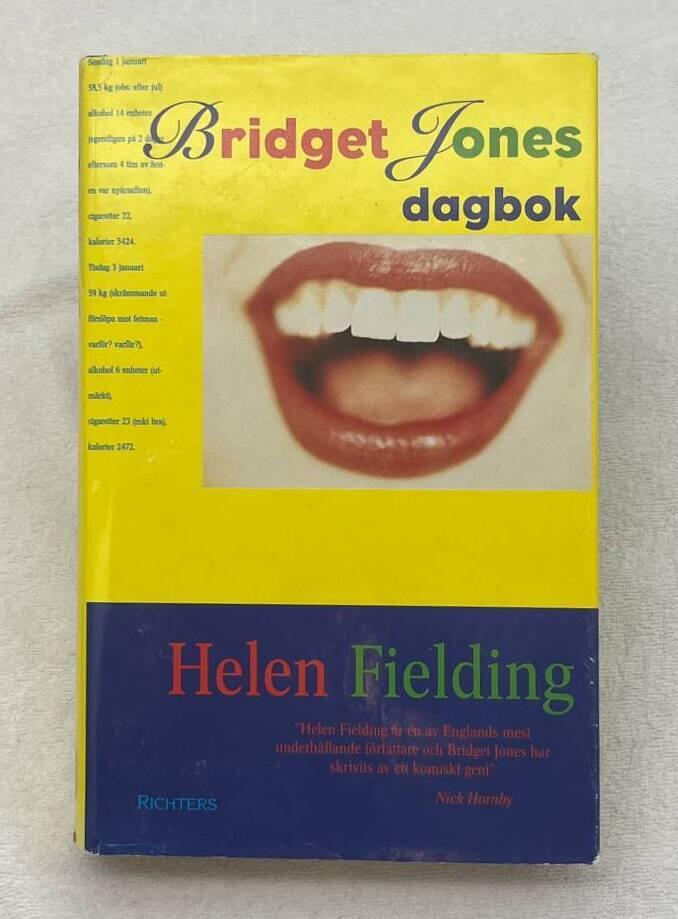 Söndag 1 januari
58,5 kg (obs: efter jul)
alkohol 14 enheter
(egentligen på 2 dagar
eftersom 4 tim av fest-
en var nyårsafton),
cigaretter 22,
kalorier 5424.
Tisdag 3 januari
59 kg (skrämmande ut-
förslöpa mot fetman -
varför? varför?),
alkohol 6 enheter (ut-
märkt),
cigaretter 23 (mkt bra),
kalorier 2472.
Bridget Jones
dagbok
Helen Fielding
"Helen Fielding är en av Englands mest
underhållande författare och Bridget Jones har
skrivits av ett komiskt geni"
Nick Hornby
RICHTERS